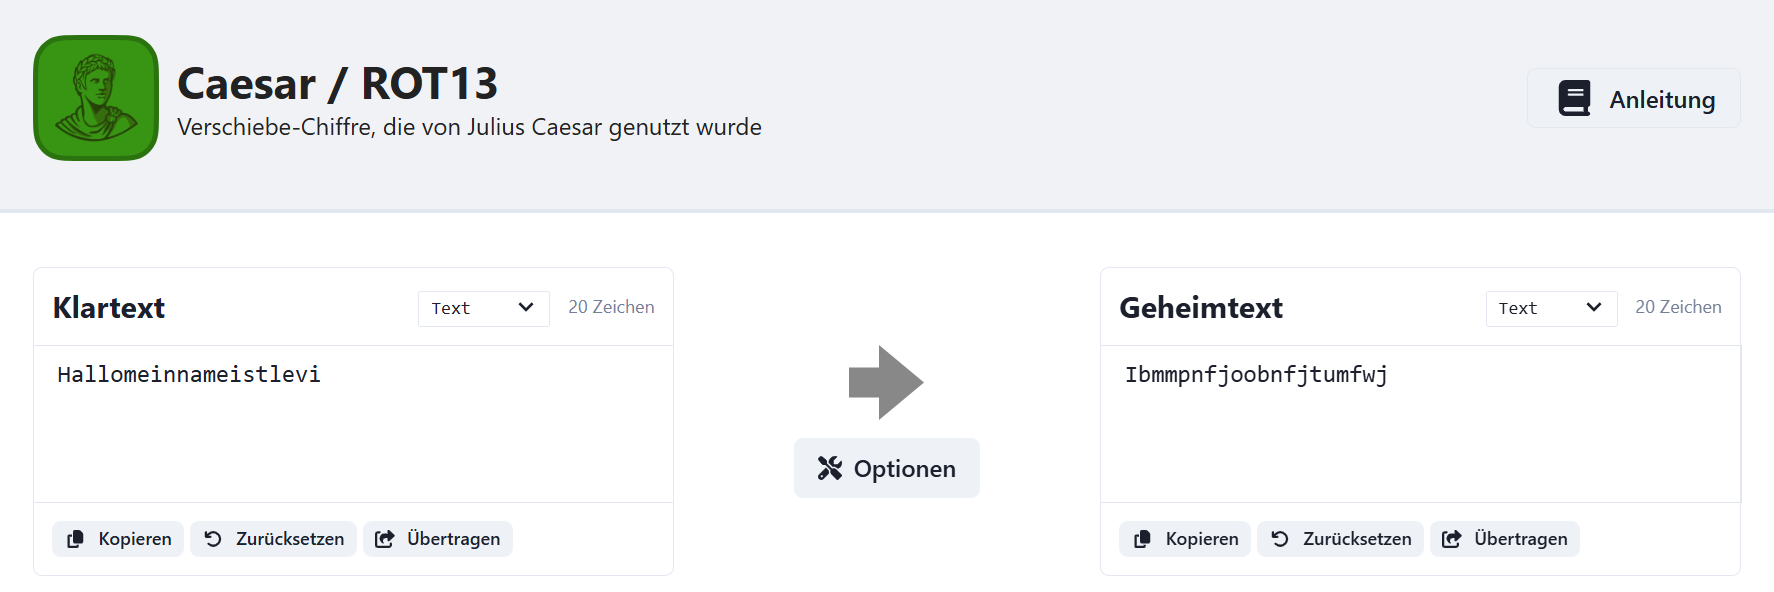 Caesar / ROT13
Verschiebe-Chiffre, die von Julius Caesar genutzt wurde
Anleitung
Klartext
Text
20 Zeichen
Hallomeinnameistlevi
Kopieren
Zurücksetzen
Übertragen
Optionen
Geheimtext
Text
20 Zeichen
Ibmmpnfjoobnfjtumfwj
Kopieren
Zurücksetzen
Übertragen